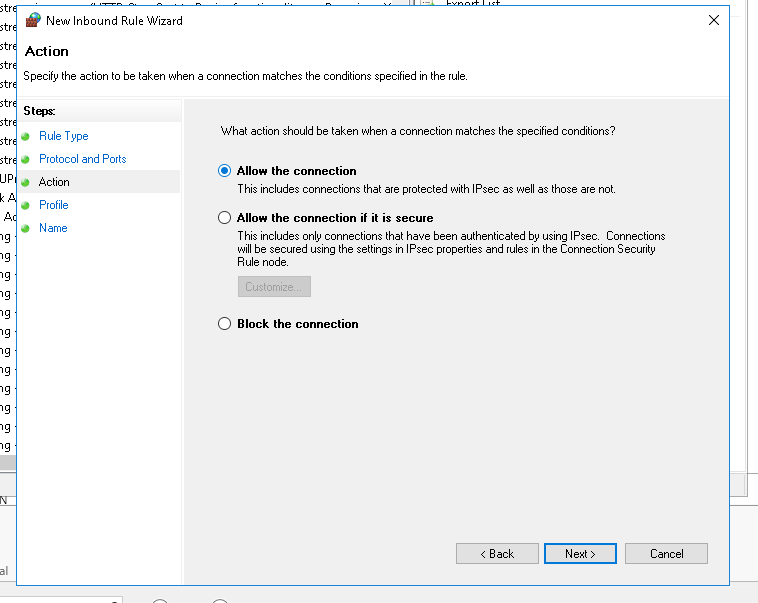 Export List
New Inbound Rule Wizard
Action
Specify the action to be taken when a connection matches the conditions specified in the rule.
Steps:
Rule Type
Protocol and Ports
Action
Profile
Name
What action should be taken when a connection matches the specified conditions?
Allow the connection
This includes connections that are protected with IPsec as well as those are not.
Allow the connection if it is secure
This includes only connections that have been authenticated by using IPsec. Connections
will be secured using the settings in IPsec properties and rules in the Connection Security
Rule node.
Customize...
Block the connection
< Back
Next >
Cancel